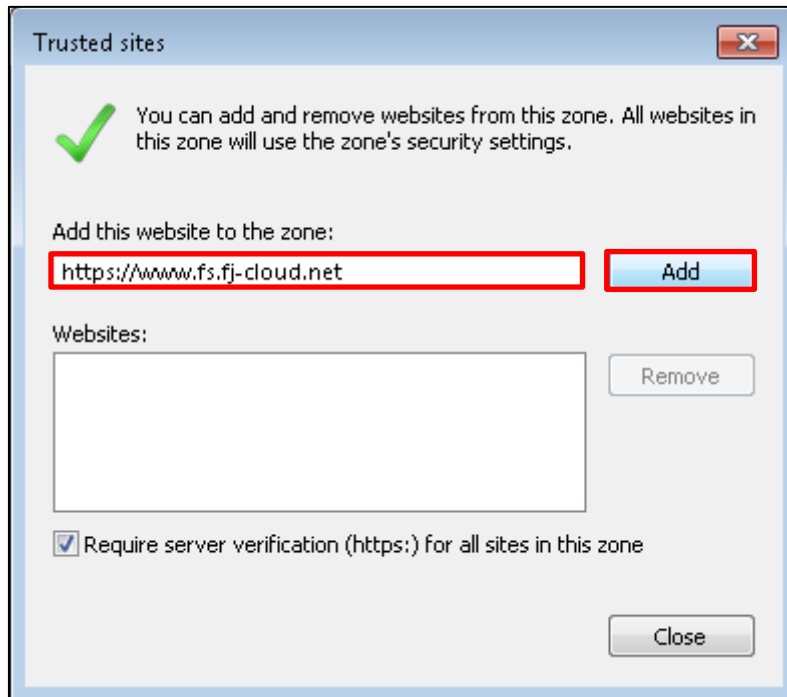 Trusted sites
You can add and remove websites from this zone. All websites in
this zone will use the zone's security settings.
Add this website to the zone:
https://www.fs.fj-cloud.net
Add
Websites:
Remove
Require server verification (https:) for all sites in this zone
Close